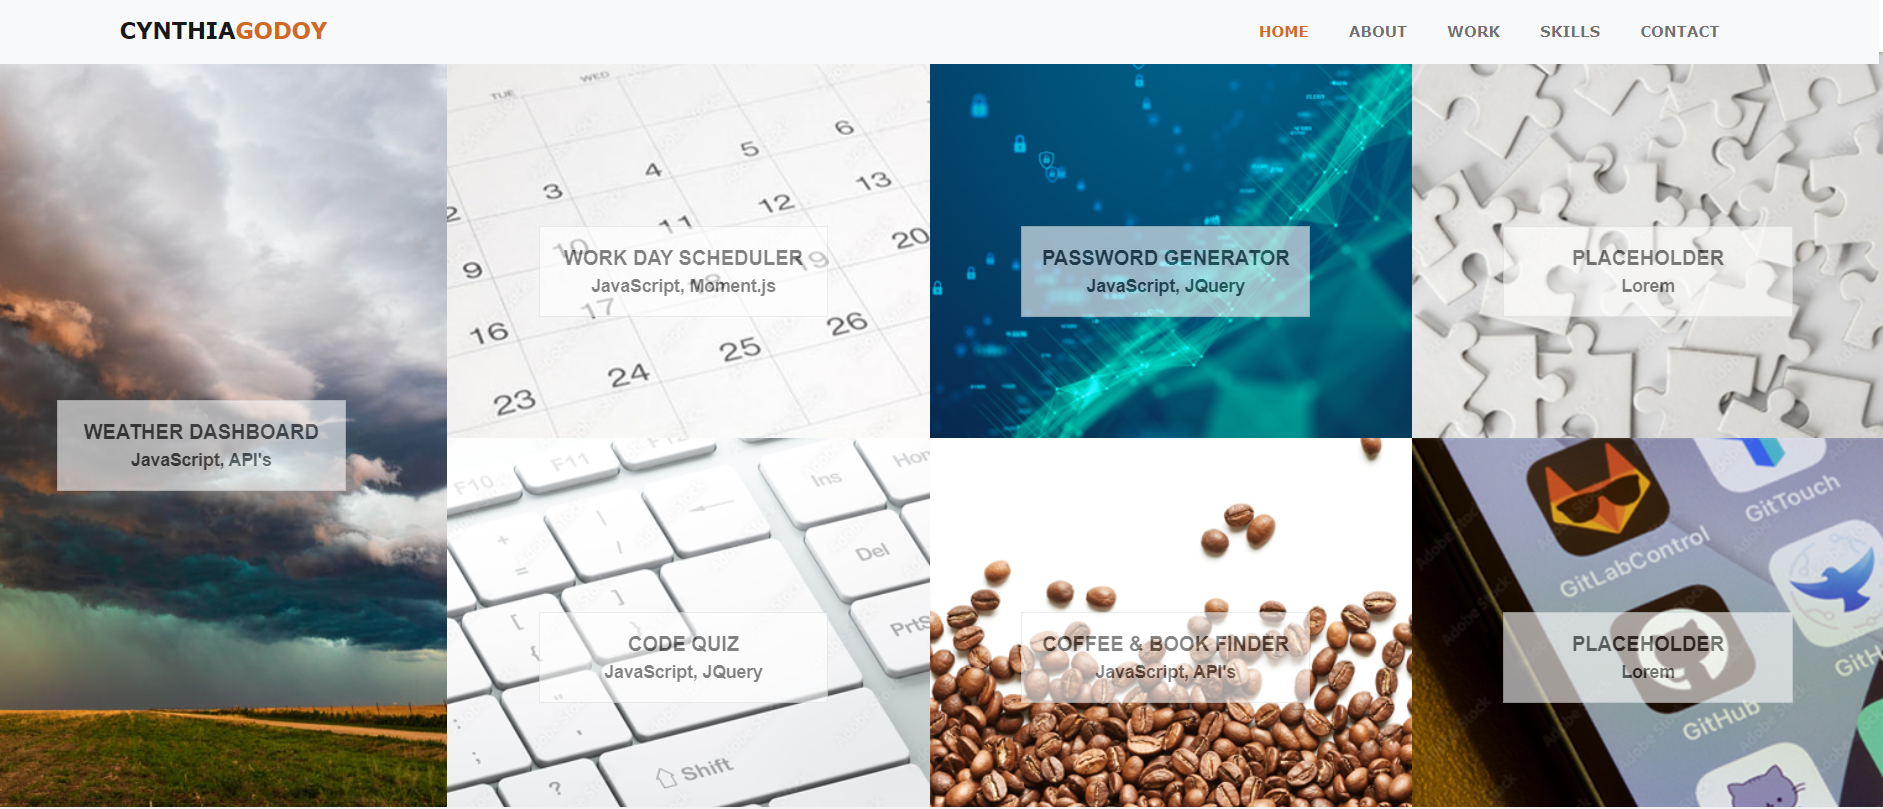 CYNTHIAGODOY
HOME ABOUT WORK SKILLS CONTACT
WEATHER DASHBOARD
JavaScript, API's
TUE WED
3 4 5 6
2 9 10 11 12 13
16 17 18 19 20
23 24 25 26
WORK DAY SCHEDULER
JavaScript, Moment.js
PASSWORD GENERATOR
JavaScript, JQuery
PLACEHOLDER
Lorem
F10 F11 F12
Ins Hom
+ =
| /
Del
[ {
] }
PrtS
" '
: ;
?
Shift
CODE QUIZ
JavaScript, JQuery
COFFEE & BOOK FINDER
JavaScript, API's
GitLabControl
GitTouch
GitHub
GitH
PLACEHOLDER
Lorem
Adobe Stock